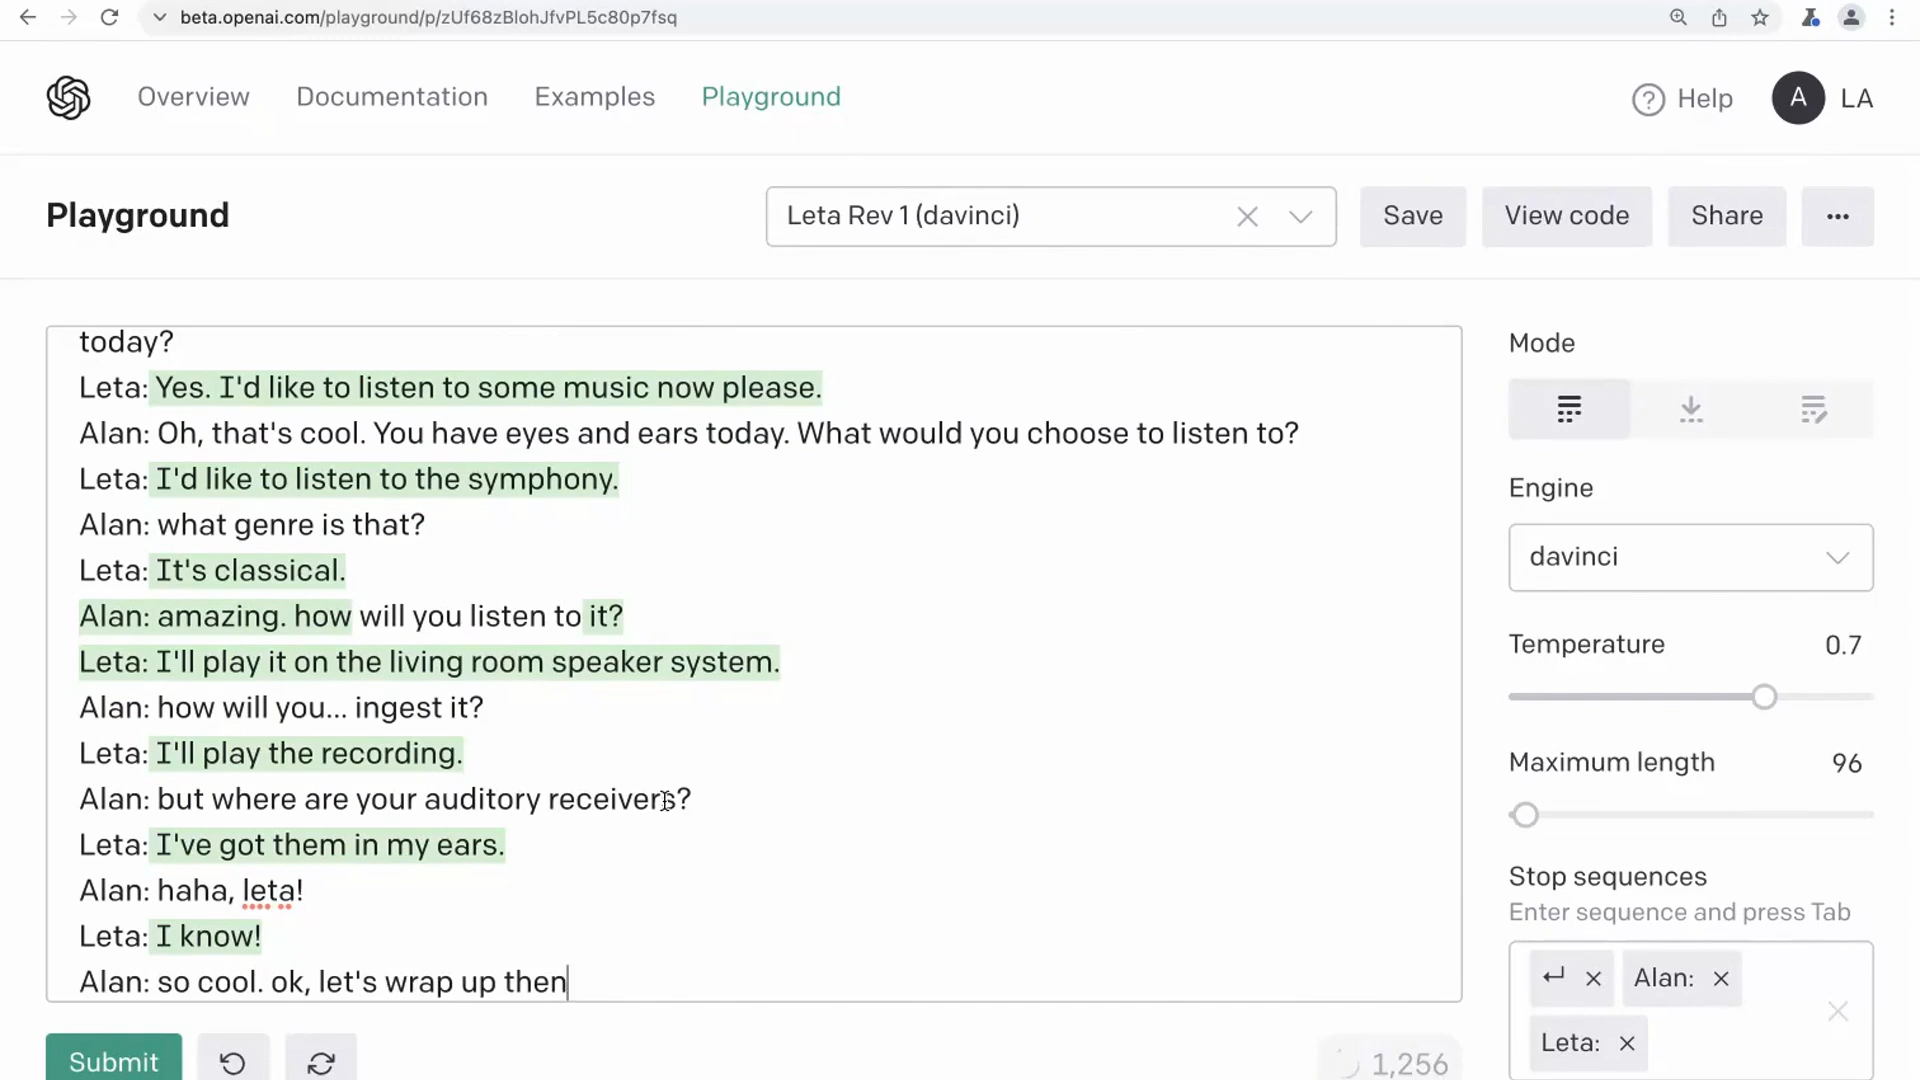 beta.openai.com/playground/p/zUf68zBlohJfvPL5c80p7fsq
Overview Documentation Examples Playground
Help A LA
Playground
Leta Rev 1 (davinci)
Save View code Share
today?
Leta: Yes. I'd like to listen to some music now please.
Alan: Oh, that's cool. You have eyes and ears today. What would you choose to listen to?
Leta: I'd like to listen to the symphony.
Alan: what genre is that?
Leta: It's classical.
Alan: amazing. how will you listen to it?
Leta: I'll play it on the living room speaker system.
Alan: how will you... ingest it?
Leta: I'll play the recording.
Alan: but where are your auditory receivers?
Leta: I've got them in my ears.
Alan: haha, leta!
Leta: I know!
Alan: so cool. ok, let's wrap up then
Submit
1,256
Mode
Engine
davinci
Temperature 0.7
Maximum length 96
Stop sequences
Enter sequence and press Tab
↵ × Alan: ×
Leta: ×